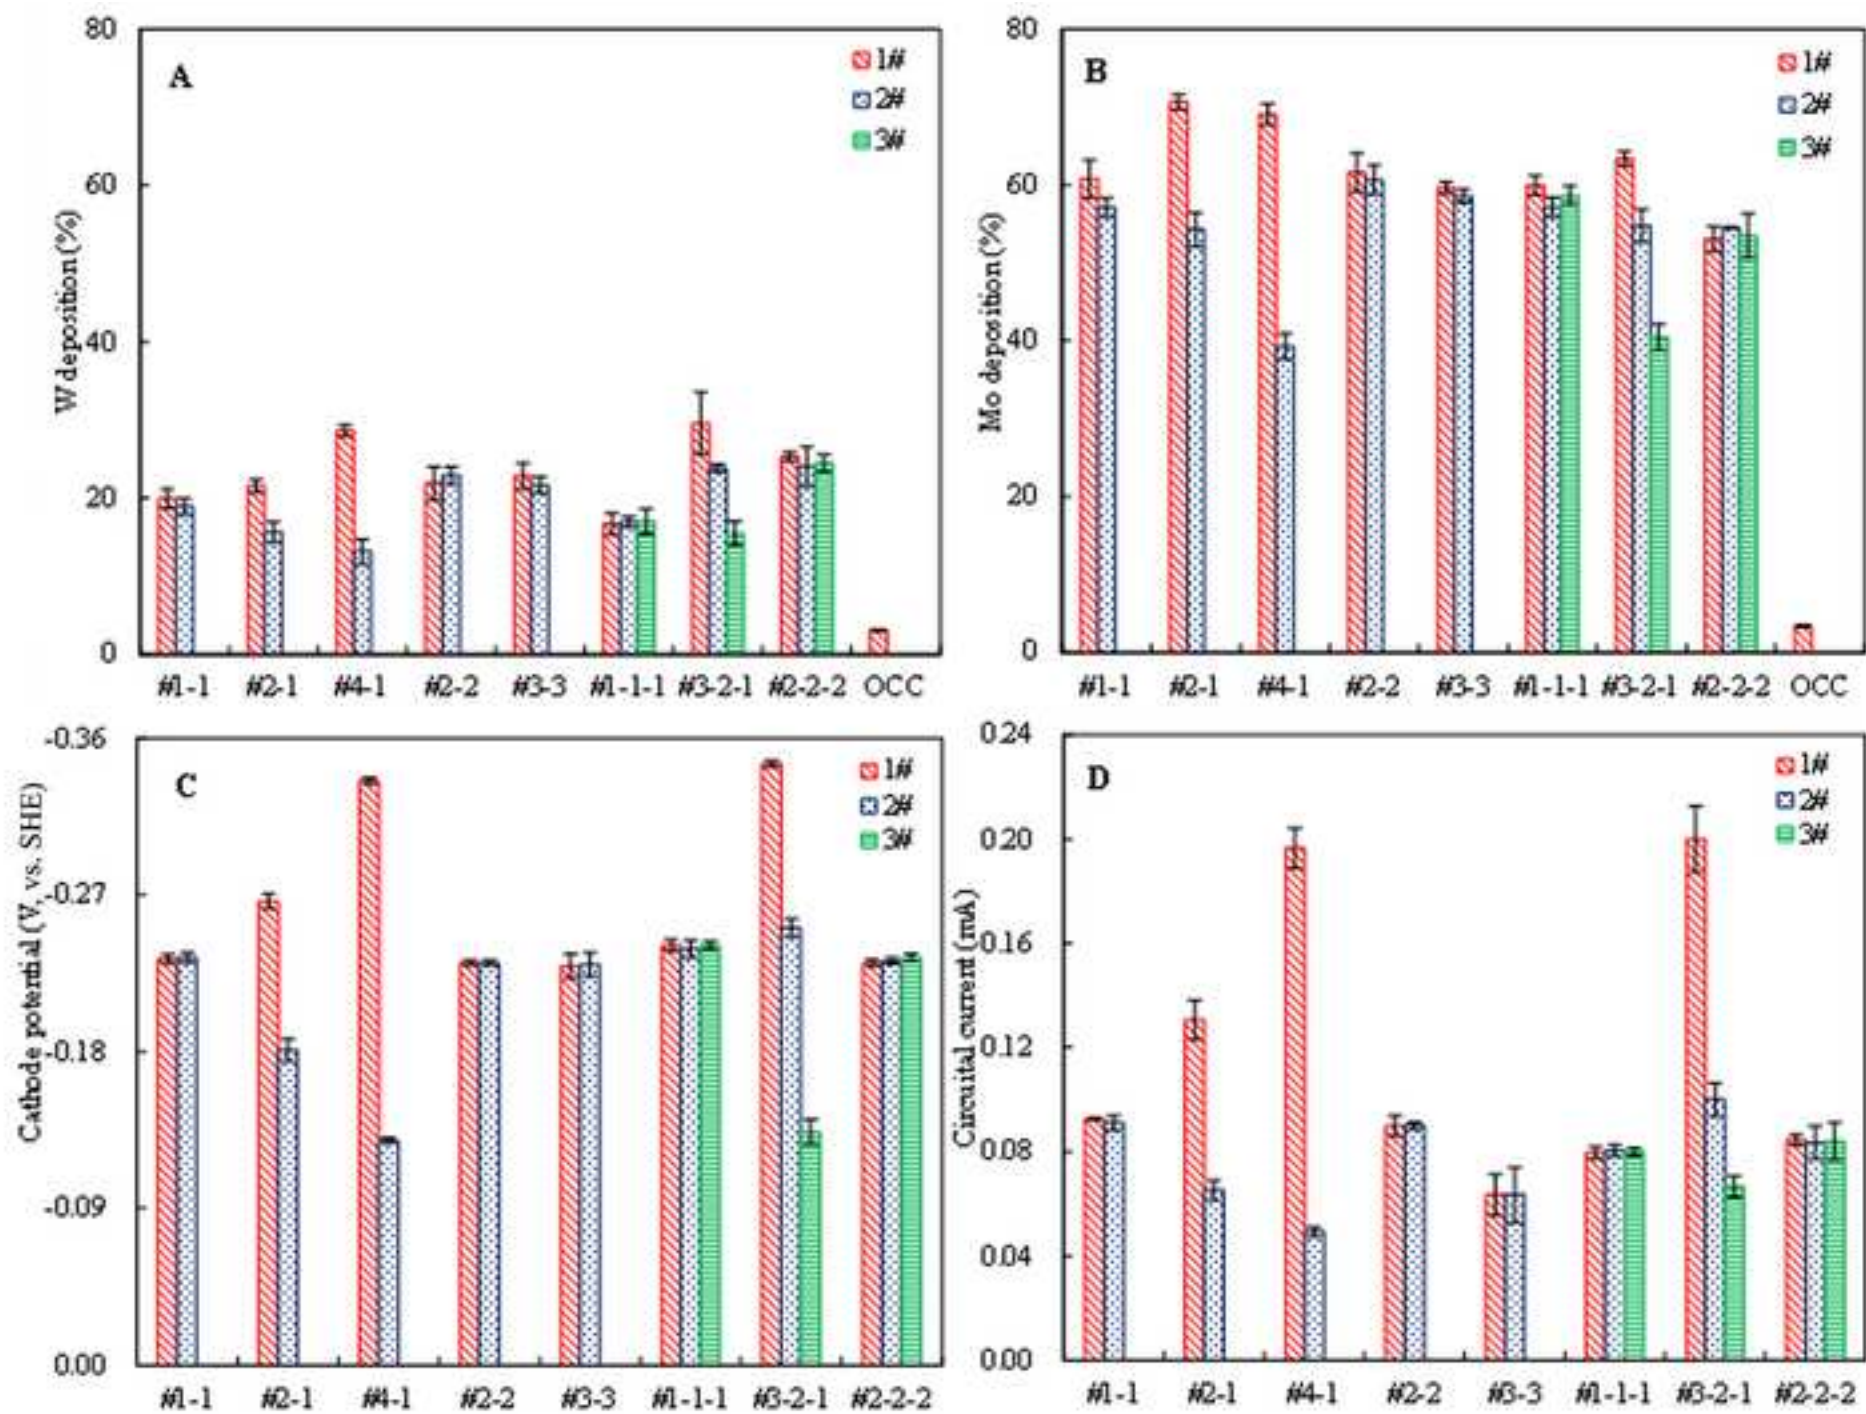 80
60
40
20
0
W deposition (%)
A
1#
2#
3#
#1-1 #2-1 #4-1 #2-2 #3-3 #1-1-1 #3-2-1 #2-2-2 OCC
80
60
40
20
0
Mo deposition (%)
B
1#
2#
3#
#1-1 #2-1 #4-1 #2-2 #3-3 #1-1-1 #3-2-1 #2-2-2 OCC
-0.36
-0.27
-0.18
-0.09
0.00
Cathode potential (V, vs. SHE)
C
1#
2#
3#
#1-1 #2-1 #4-1 #2-2 #3-3 #1-1-1 #3-2-1 #2-2-2
0.24
0.20
0.16
0.12
0.08
0.04
0.00
Circuital current (mA)
D
1#
2#
3#
#1-1 #2-1 #4-1 #2-2 #3-3 #1-1-1 #3-2-1 #2-2-2